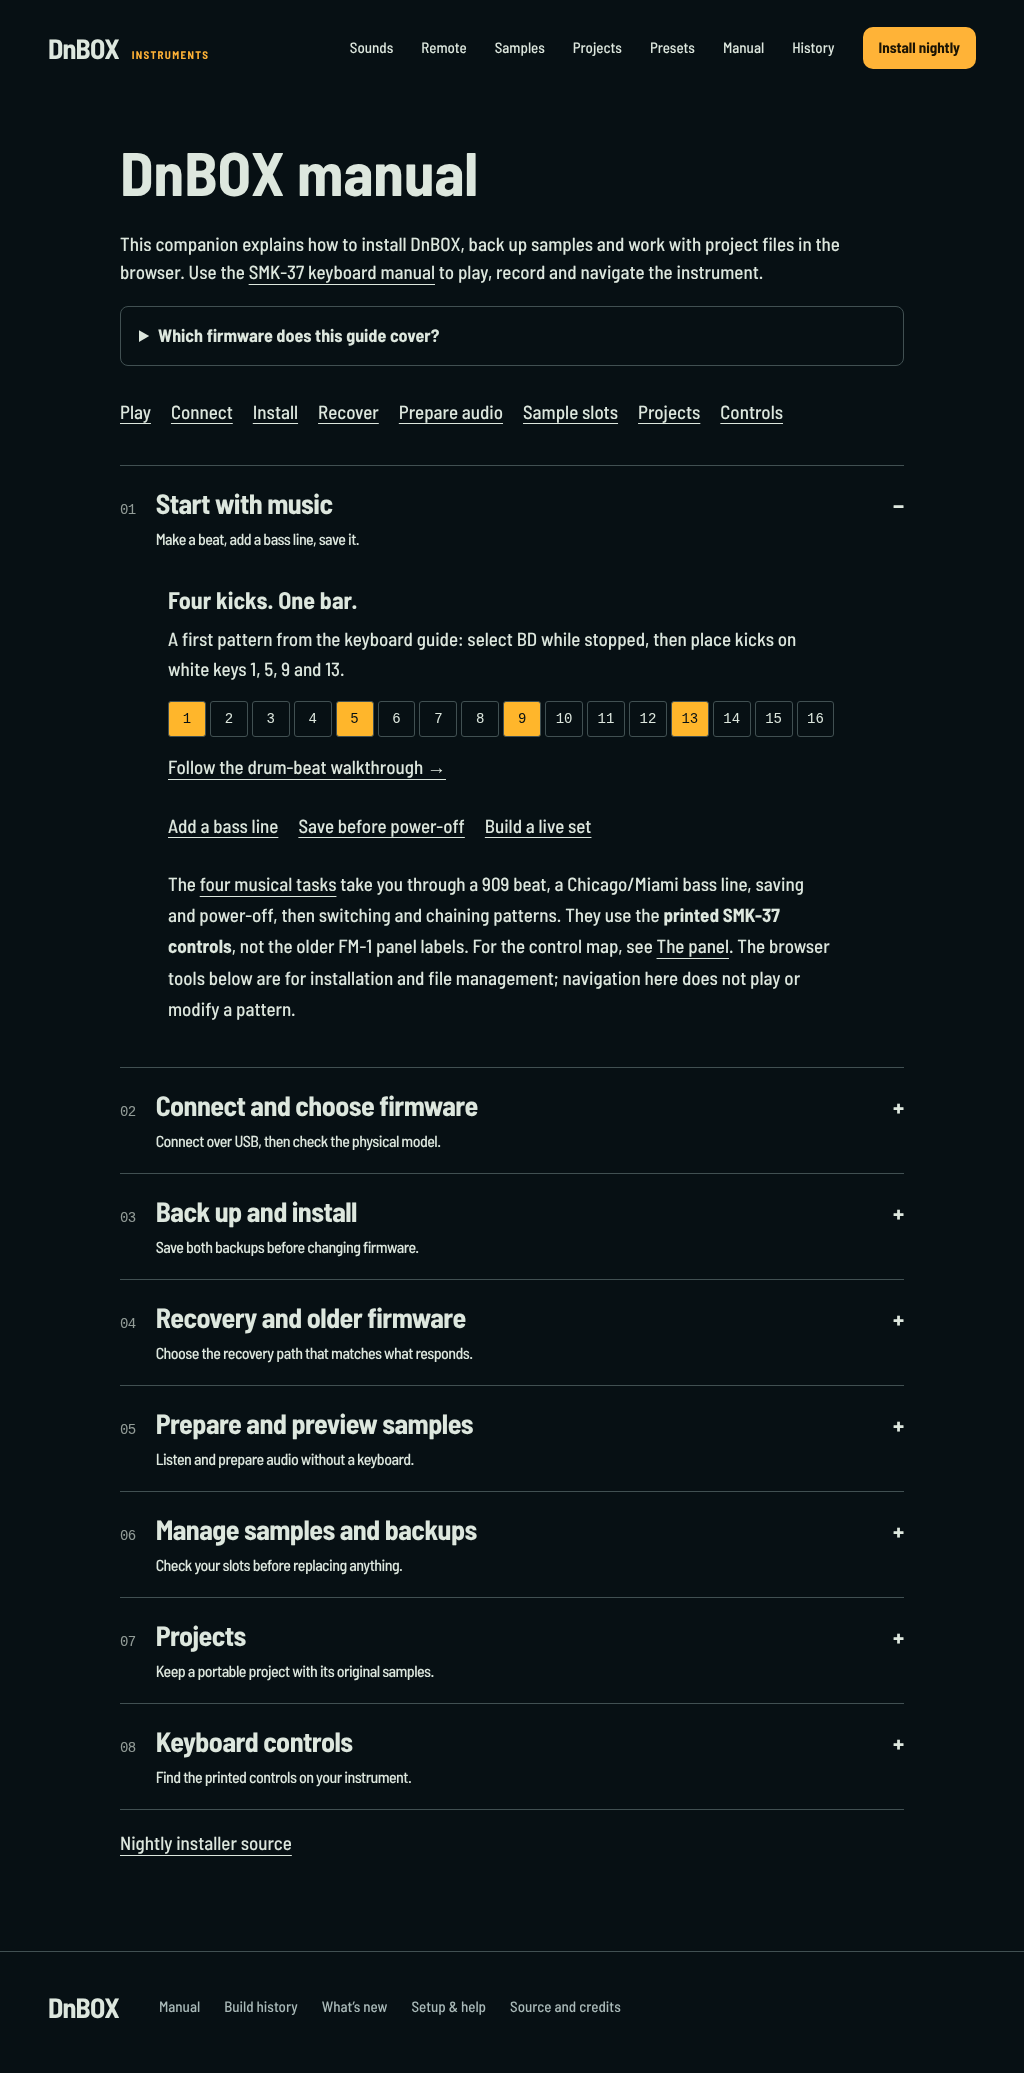 DnBOX INSTRUMENTS Sounds Remote Samples Projects Presets Manual History Install nightly
DnBOX manual
This companion explains how to install DnBOX, back up samples and work with project files in the
browser. Use the SMK-37 keyboard manual to play, record and navigate the instrument.
▶ Which firmware does this guide cover?
Play Connect Install Recover Prepare audio Sample slots Projects Controls
01 Start with music −
Make a beat, add a bass line, save it.
Four kicks. One bar.
A first pattern from the keyboard guide: select BD while stopped, then place kicks on
white keys 1, 5, 9 and 13.
1 2 3 4 5 6 7 8 9 10 11 12 13 14 15 16
Follow the drum-beat walkthrough →
Add a bass line Save before power-off Build a live set
The four musical tasks take you through a 909 beat, a Chicago/Miami bass line, saving
and power-off, then switching and chaining patterns. They use the printed SMK-37
controls, not the older FM-1 panel labels. For the control map, see The panel. The browser
tools below are for installation and file management; navigation here does not play or
modify a pattern.
02 Connect and choose firmware +
Connect over USB, then check the physical model.
03 Back up and install +
Save both backups before changing firmware.
04 Recovery and older firmware +
Choose the recovery path that matches what responds.
05 Prepare and preview samples +
Listen and prepare audio without a keyboard.
06 Manage samples and backups +
Check your slots before replacing anything.
07 Projects +
Keep a portable project with its original samples.
08 Keyboard controls +
Find the printed controls on your instrument.
Nightly installer source
DnBOX Manual Build history What’s new Setup & help Source and credits